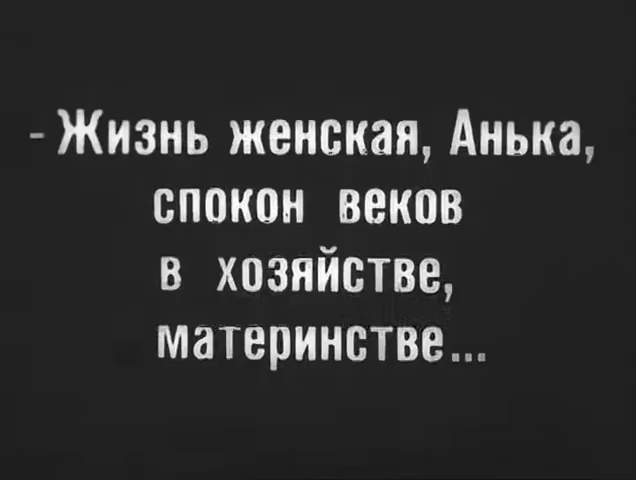 - Жизнь женская, Анька,
спокон веков
в хозяйстве,
материнстве...